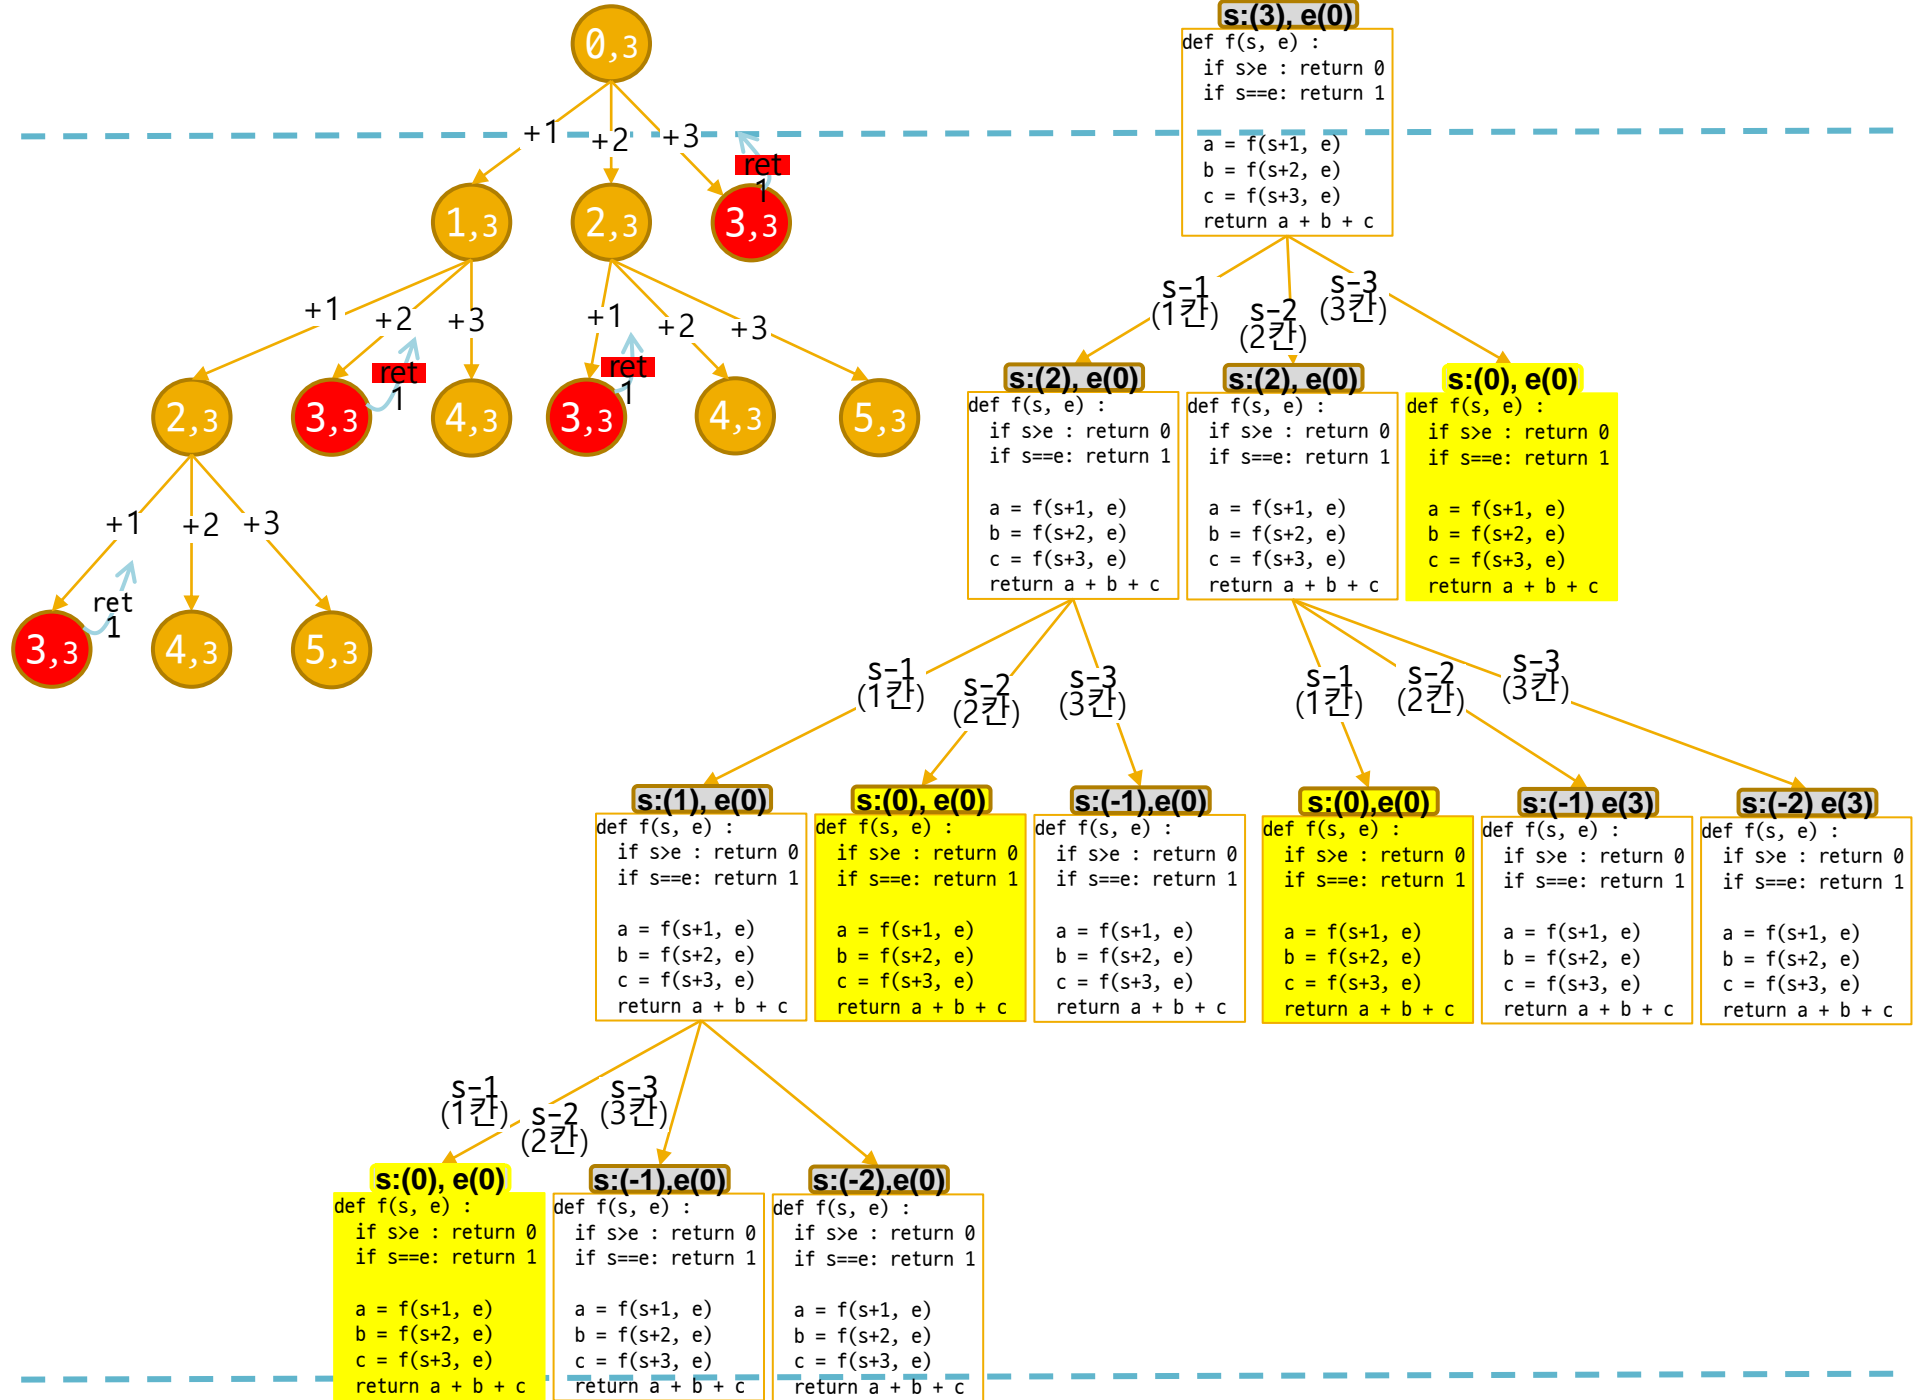 0,3
+1
+2
+3
ret
1
1,3
2,3
3,3
+1
+2
+3
ret
1
+1
+2
+3
ret
1
2,3
3,3
4,3
3,3
4,3
5,3
+1
+2
+3
ret
1
3,3
4,3
5,3
s:(3), e(0)
def f(s, e) :
if s>e : return 0
if s==e: return 1
a = f(s+1, e)
b = f(s+2, e)
c = f(s+3, e)
return a + b + c
s-1
(1칸)
s-2
(2칸)
s-3
(3칸)
s:(2), e(0)
def f(s, e) :
if s>e : return 0
if s==e: return 1
a = f(s+1, e)
b = f(s+2, e)
c = f(s+3, e)
return a + b + c
s:(2), e(0)
def f(s, e) :
if s>e : return 0
if s==e: return 1
a = f(s+1, e)
b = f(s+2, e)
c = f(s+3, e)
return a + b + c
s:(0), e(0)
def f(s, e) :
if s>e : return 0
if s==e: return 1
a = f(s+1, e)
b = f(s+2, e)
c = f(s+3, e)
return a + b + c
s-1
(1칸)
s-2
(2칸)
s-3
(3칸)
s-1
(1칸)
s-2
(2칸)
s-3
(3칸)
s:(1), e(0)
def f(s, e) :
if s>e : return 0
if s==e: return 1
a = f(s+1, e)
b = f(s+2, e)
c = f(s+3, e)
return a + b + c
s:(0), e(0)
def f(s, e) :
if s>e : return 0
if s==e: return 1
a = f(s+1, e)
b = f(s+2, e)
c = f(s+3, e)
return a + b + c
s:(-1),e(0)
def f(s, e) :
if s>e : return 0
if s==e: return 1
a = f(s+1, e)
b = f(s+2, e)
c = f(s+3, e)
return a + b + c
s:(0),e(0)
def f(s, e) :
if s>e : return 0
if s==e: return 1
a = f(s+1, e)
b = f(s+2, e)
c = f(s+3, e)
return a + b + c
s:(-1) e(3)
def f(s, e) :
if s>e : return 0
if s==e: return 1
a = f(s+1, e)
b = f(s+2, e)
c = f(s+3, e)
return a + b + c
s:(-2) e(3)
def f(s, e) :
if s>e : return 0
if s==e: return 1
a = f(s+1, e)
b = f(s+2, e)
c = f(s+3, e)
return a + b + c
s-1
(1칸)
s-2
(2칸)
s-3
(3칸)
s:(0), e(0)
def f(s, e) :
if s>e : return 0
if s==e: return 1
a = f(s+1, e)
b = f(s+2, e)
c = f(s+3, e)
return a + b + c
s:(-1),e(0)
def f(s, e) :
if s>e : return 0
if s==e: return 1
a = f(s+1, e)
b = f(s+2, e)
c = f(s+3, e)
return a + b + c
s:(-2),e(0)
def f(s, e) :
if s>e : return 0
if s==e: return 1
a = f(s+1, e)
b = f(s+2, e)
c = f(s+3, e)
return a + b + c